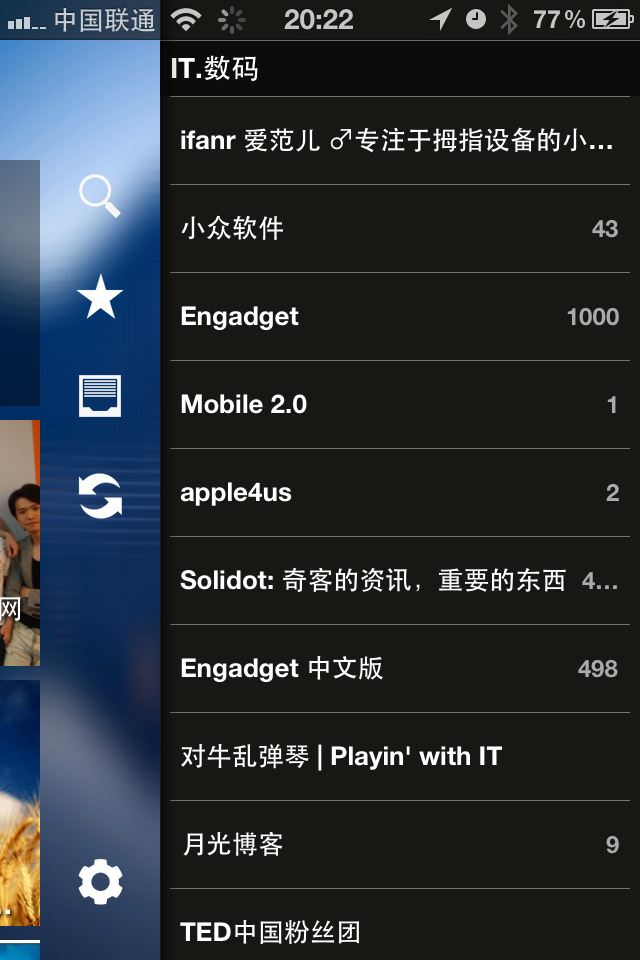 中国联通 20:22 77%
IT.数码
ifanr 爱范儿 ♂专注于拇指设备的小...
小众软件 43
Engadget 1000
Mobile 2.0 1
apple4us 2
Solidot: 奇客的资讯，重要的东西 4...
网
Engadget 中文版 498
对牛乱弹琴 | Playin' with IT
月光博客 9
..
TED中国粉丝团